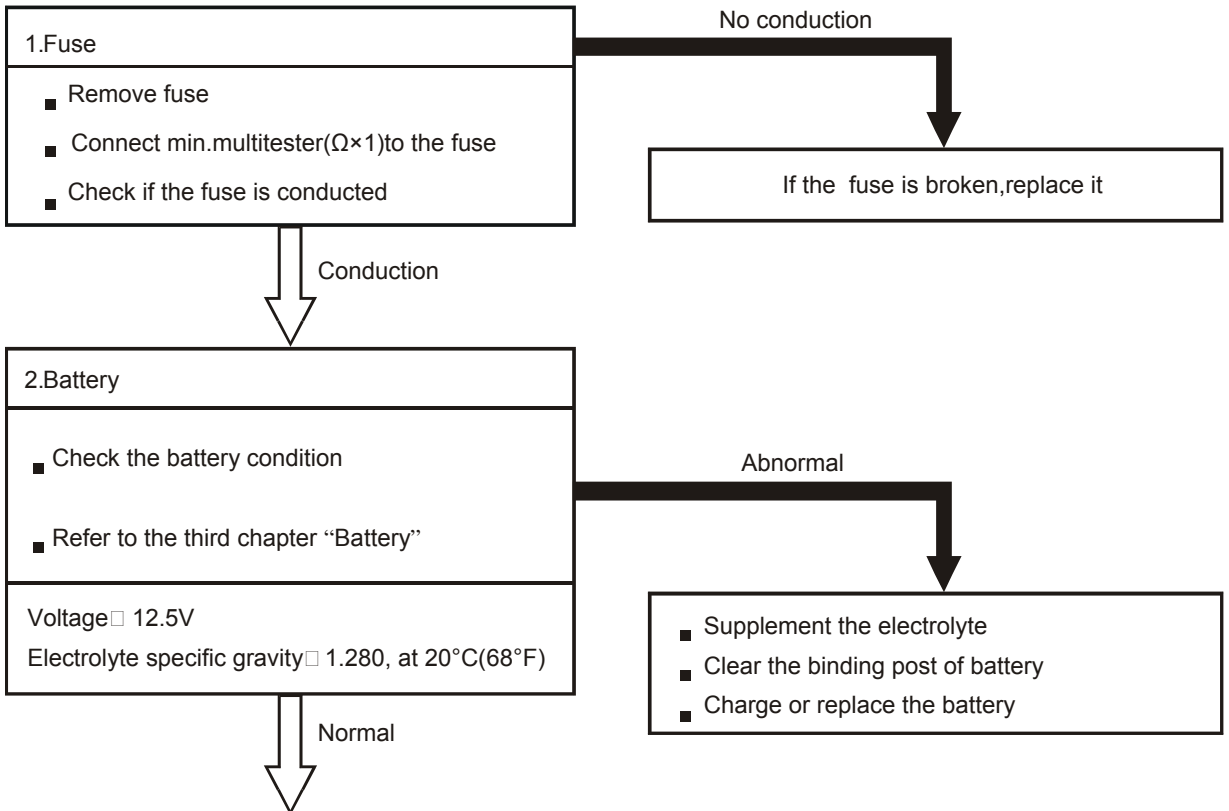 No conduction
1.Fuse
■ Remove fuse
■ Connect min.multitester(Ω×1)to the fuse
■ Check if the fuse is conducted
If the fuse is broken,replace it
Conduction
2.Battery
■ Check the battery condition
■ Refer to the third chapter “Battery”
Abnormal
Voltage□ 12.5V
Electrolyte specific gravity□ 1.280, at 20°C(68°F)
■ Supplement the electrolyte
■ Clear the binding post of battery
■ Charge or replace the battery
Normal